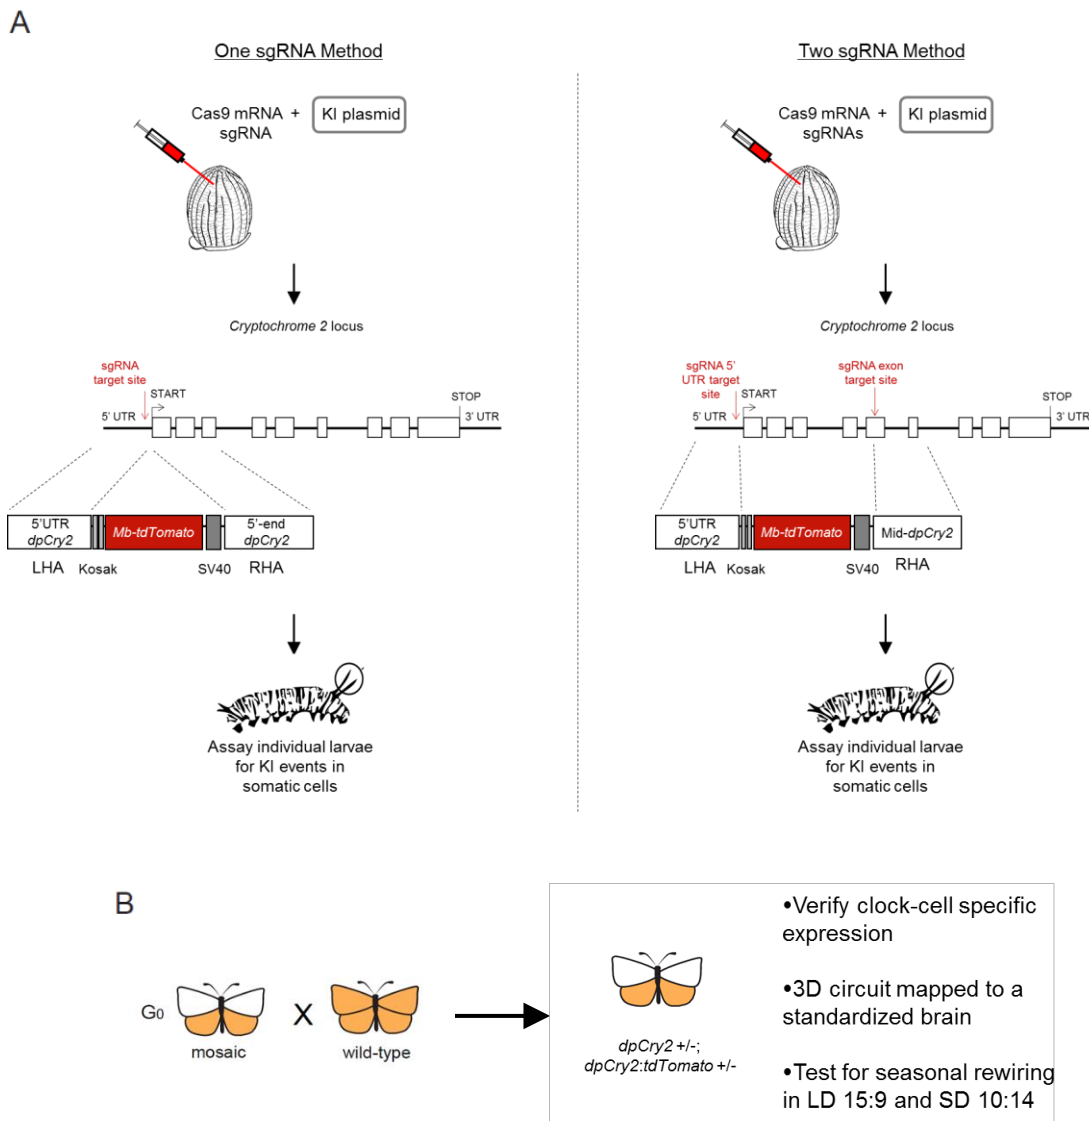 A
One sgRNA Method
Cas9 mRNA +
sgRNA
KI plasmid
Cryptochrome 2 locus
sgRNA
target site
START
STOP
5' UTR
3' UTR
5'UTR
dpCry2
Mb-tdTomato
5'-end
dpCry2
LHA
Kosak
SV40
RHA
Assay individual larvae
for KI events in
somatic cells
Two sgRNA Method
Cas9 mRNA +
sgRNAs
KI plasmid
Cryptochrome 2 locus
sgRNA 5'
UTR target
site
sgRNA exon
target site
START
STOP
5' UTR
3' UTR
5'UTR
dpCry2
Mb-tdTomato
Mid-dpCry2
LHA
Kosak
SV40
RHA
Assay individual larvae
for KI events in
somatic cells
B
G0
mosaic
X
wild-type
dpCry2 +/-;
dpCry2:tdTomato +/-
•Verify clock-cell specific
expression
•3D circuit mapped to a
standardized brain
•Test for seasonal rewiring
in LD 15:9 and SD 10:14